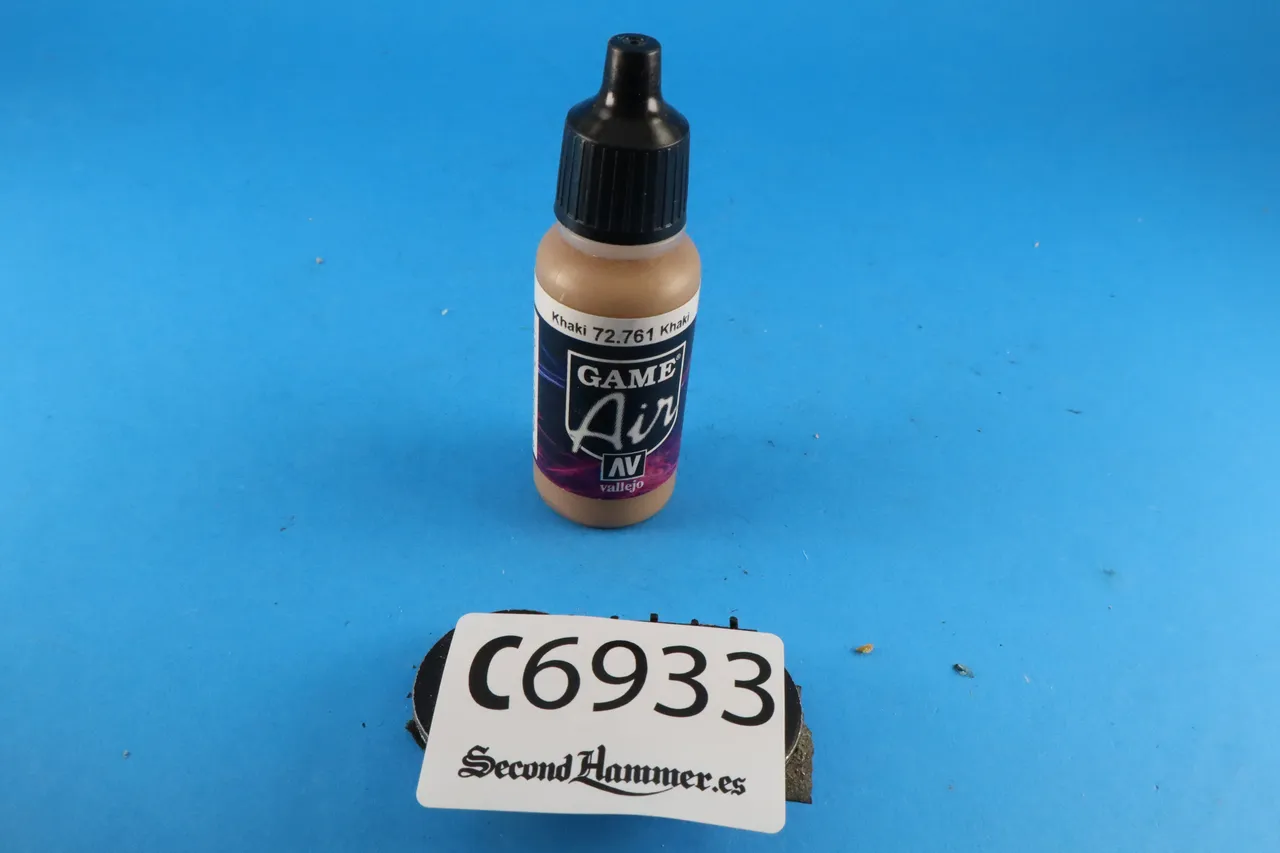 Khaki 72.761 Khaki
GAME®
Air
AV
vallejo
C6933
SecondHammer.es